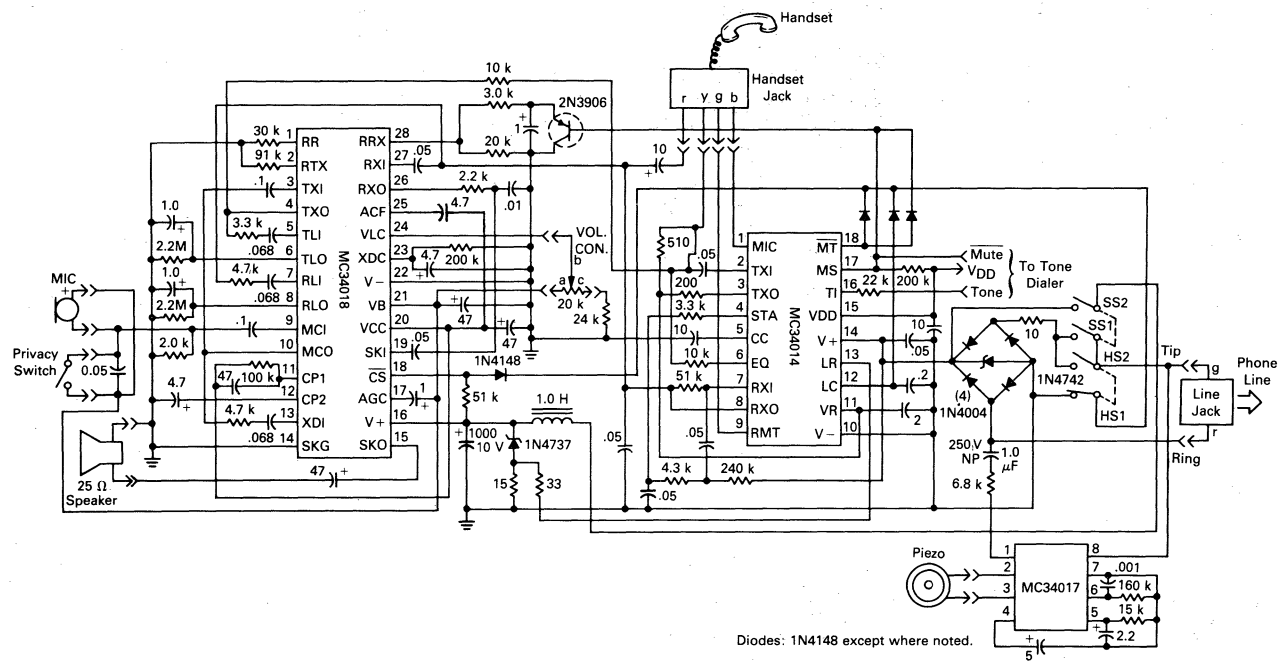 Handset
Handset
Jack
r y g b
10 k
3.0 k
2N3906
+
1
20 k
30 k
91 k
.1
1.0
+
2.2M
3.3 k
.068
1.0
+
2.2M
4.7k
.068
.1
2.0 k
MIC
+
Privacy
Switch
0.05
4.7
+
47
100 k
4.7 k
.068
25 Ω
Speaker
47
+
MC34018
1 RR
2 RTX
3 TXI
4 TXO
5 TLI
6 TLO
7 RLI
8 RLO
9 MCI
10 MCO
11 CP1
12 CP2
13 XDI
14 SKG
RRX 28
RXI 27
RXO 26
ACF 25
VLC 24
XDC 23
V− 22
VB 21
VCC 20
SKI 19
CS 18
AGC 17
V+ 16
SKO 15
.05
2.2 k
.01
4.7
+
4.7
+
200 k
VOL.
CON.
b
a c
20 k
24 k
+
47
+
47
.05
1N4148
51 k
1
+
1.0 H
+
1000
10 V
1N4737
15
33
.05
10
+
510
.05
200
3.3 k
10
10 k
51 k
.05
4.3 k
240 k
.05
MC34014
1 MIC
2 TXI
3 TXO
4 STA
5 CC
6 EQ
7 RXI
8 RXO
9 RMT
MT 18
MS 17
TI 16
VDD 15
V+ 14
LR 13
LC 12
VR 11
V− 10
200 k
22 k
Mute
VDD
Tone
To Tone
Dialer
10
+
.05
.2
2
10
1N4742
(4)
1N4004
SS2
SS1
HS2
HS1
Tip
g
Line
Jack
r
Ring
Phone
Line
250 V
NP
1.0
μF
6.8 k
Piezo
MC34017
1
2
3
4
8
7
6
5
.001
160 k
15 k
+
2.2
+
5
Diodes: 1N4148 except where noted.